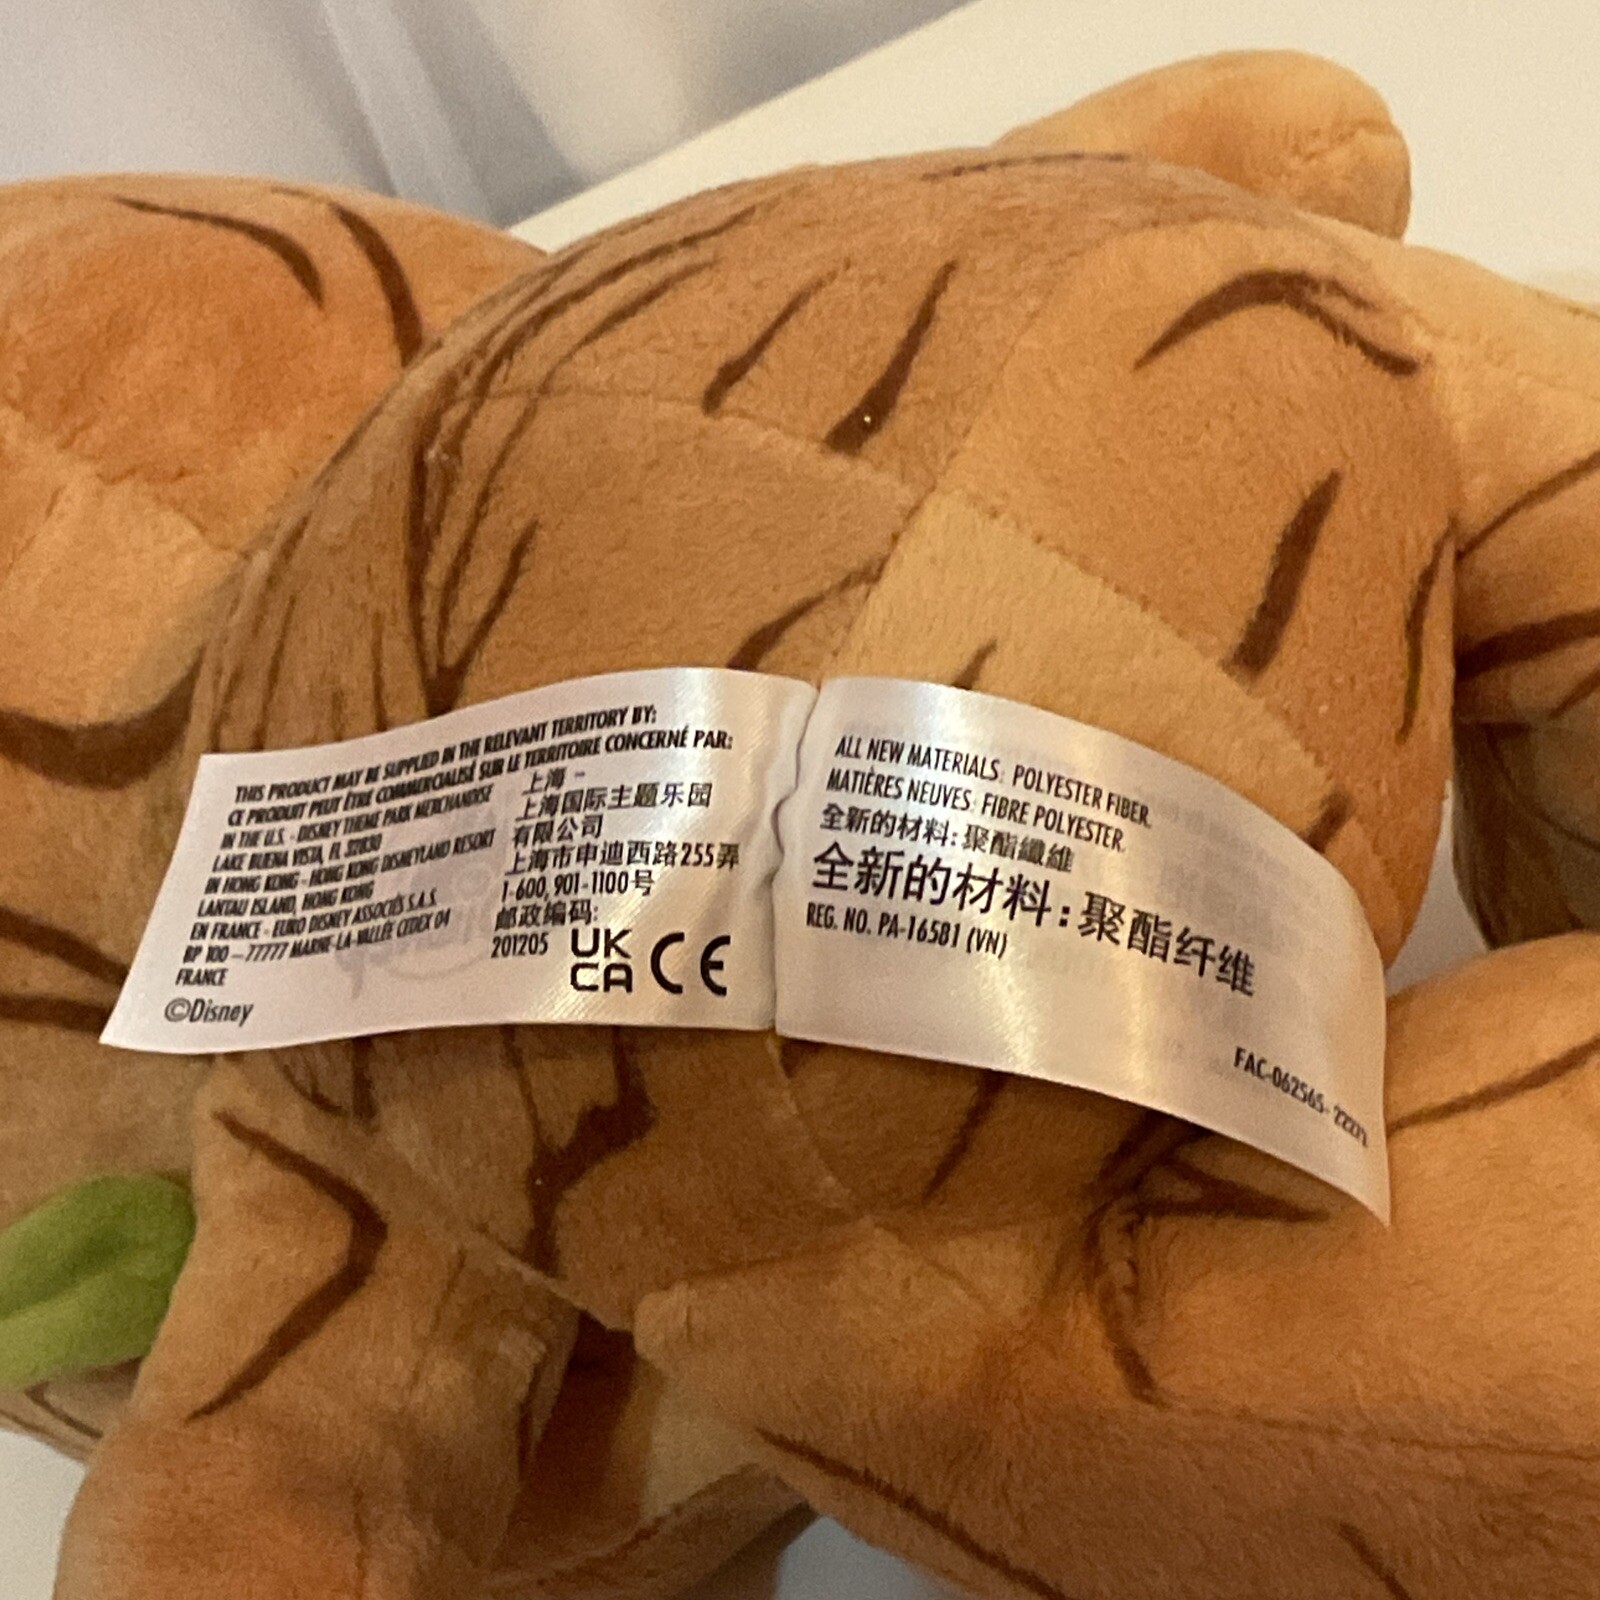 THIS PRODUCT MAY BE SUPPLIED IN THE RELEVANT TERRITORY BY:
CE PRODUIT PEUT ÊTRE COMMERCIALISÉ SUR LE TERRITOIRE CONCERNÉ PAR:
IN THE U.S. - DISNEY THEME PARK MERCHANDISE
LAKE BUENA VISTA, FL 32830
IN HONG KONG - HONG KONG DISNEYLAND RESORT
LANTAU ISLAND, HONG KONG
EN FRANCE - EURO DISNEY ASSOCIÉS S.A.S.
BP 100 – 77777 MARNE-LA-VALLÉE CEDEX 04
FRANCE
©Disney
上海 -
上海国际主题乐园
有限公司
上海市申迪西路255弄
1-600,901-1100号
邮政编码:
201205
UK
CA CE
ALL NEW MATERIALS: POLYESTER FIBER.
MATIÈRES NEUVES: FIBRE POLYESTER.
全新的材料: 聚酯纖維
全新的材料: 聚酯纤维
REG. NO. PA-16581 (VN)
FAC-062565-